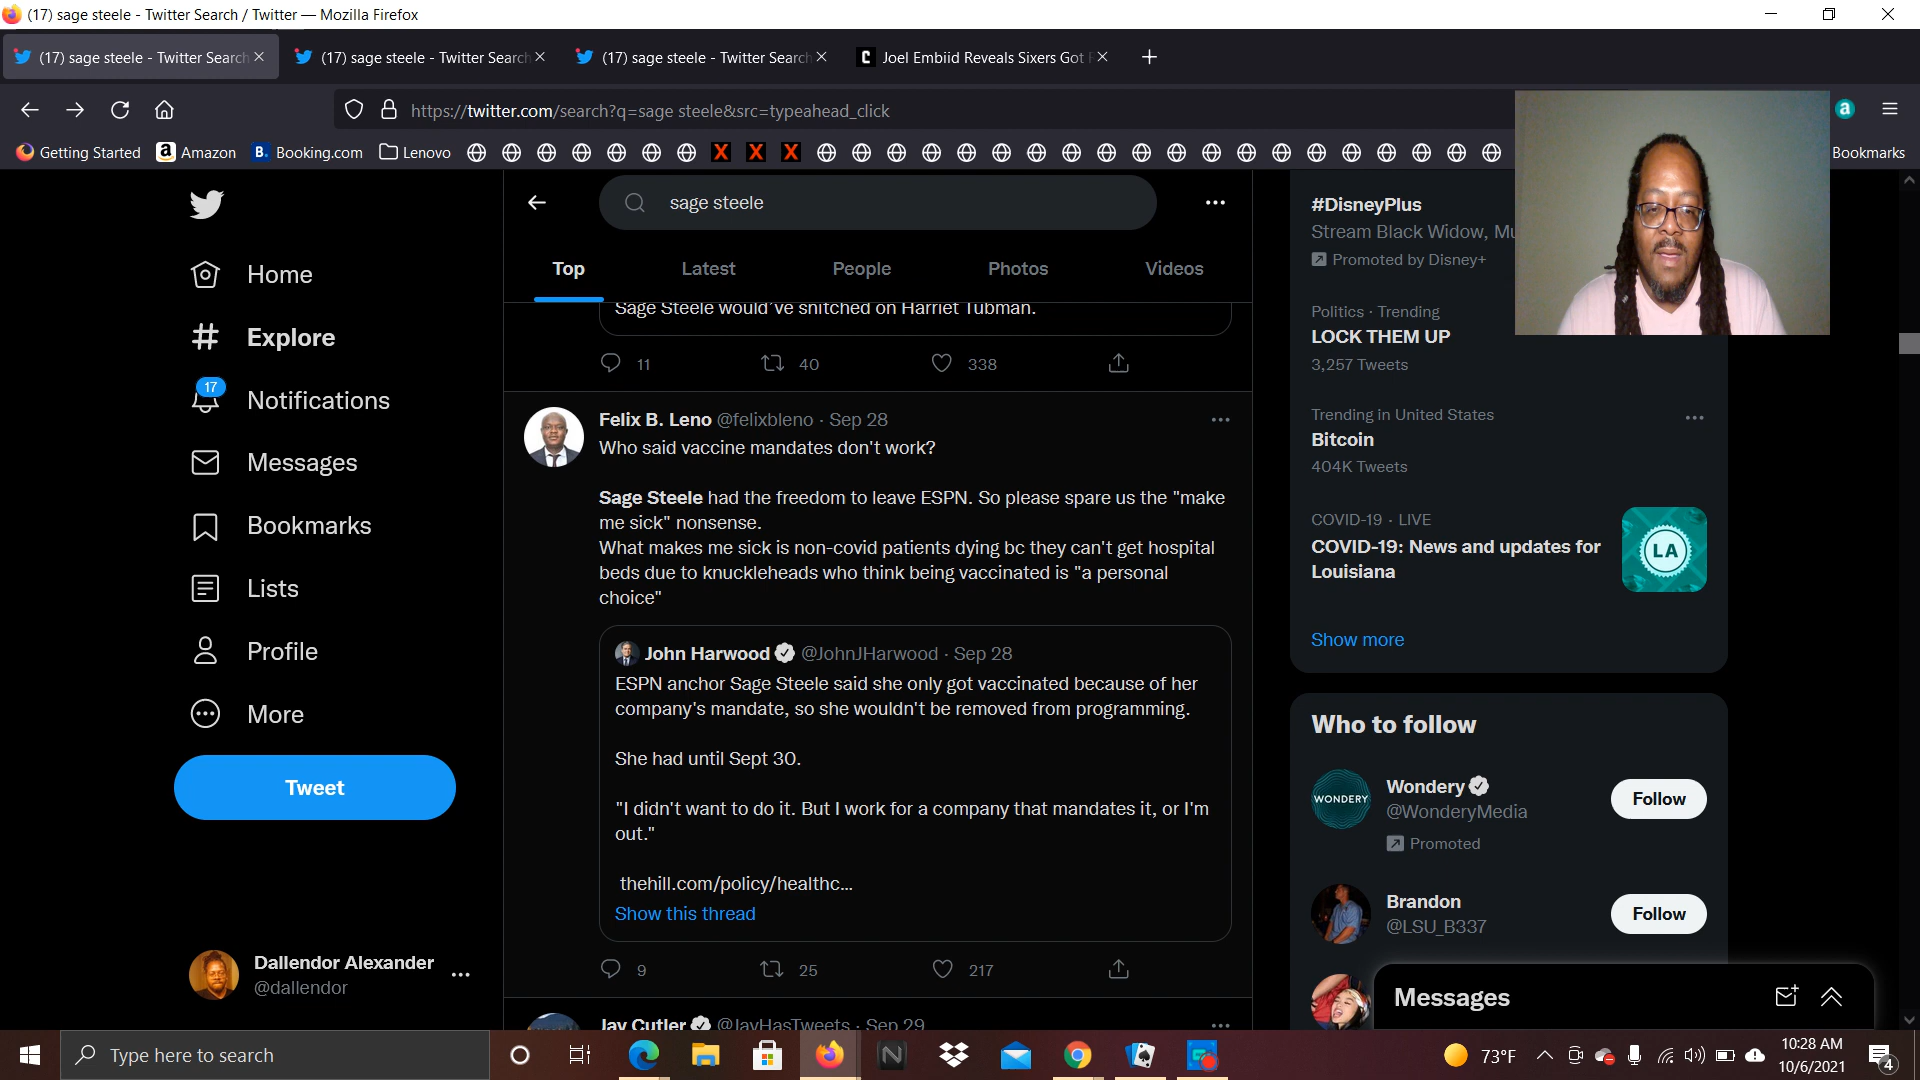 (17) sage steele - Twitter Search / Twitter — Mozilla Firefox
(17) sage steele - Twitter Search
(17) sage steele - Twitter Search
(17) sage steele - Twitter Search
Joel Embiid Reveals Sixers Got
https://twitter.com/search?q=sage steele&src=typeahead_click
Getting Started
Amazon
Booking.com
Lenovo
Bookmarks
sage steele
Top
Latest
People
Photos
Videos
Home
Explore
17
Notifications
Messages
Bookmarks
Lists
Profile
More
Tweet
Dallendor Alexander
@dallendor
Sage Steele would've snitched on Harriet Tubman.
11
40
338
Felix B. Leno @felixbleno · Sep 28
Who said vaccine mandates don't work?
Sage Steele had the freedom to leave ESPN. So please spare us the "make
me sick" nonsense.
What makes me sick is non-covid patients dying bc they can't get hospital
beds due to knuckleheads who think being vaccinated is "a personal
choice"
John Harwood @JohnJHarwood · Sep 28
ESPN anchor Sage Steele said she only got vaccinated because of her
company's mandate, so she wouldn't be removed from programming.
She had until Sept 30.
"I didn't want to do it. But I work for a company that mandates it, or I'm
out."
thehill.com/policy/healthc...
Show this thread
9
25
217
Jay Cutler @JayHasTweets · Sep 29
#DisneyPlus
Stream Black Widow,
Promoted by Disney+
Politics · Trending
LOCK THEM UP
3,257 Tweets
Trending in United States
Bitcoin
404K Tweets
COVID-19 · LIVE
COVID-19: News and updates for
Louisiana
LA
Show more
Who to follow
WONDERY
Wondery
@WonderyMedia
Promoted
Follow
Brandon
@LSU_B337
Follow
Messages
Type here to search
73°F
10:28 AM
10/6/2021
4